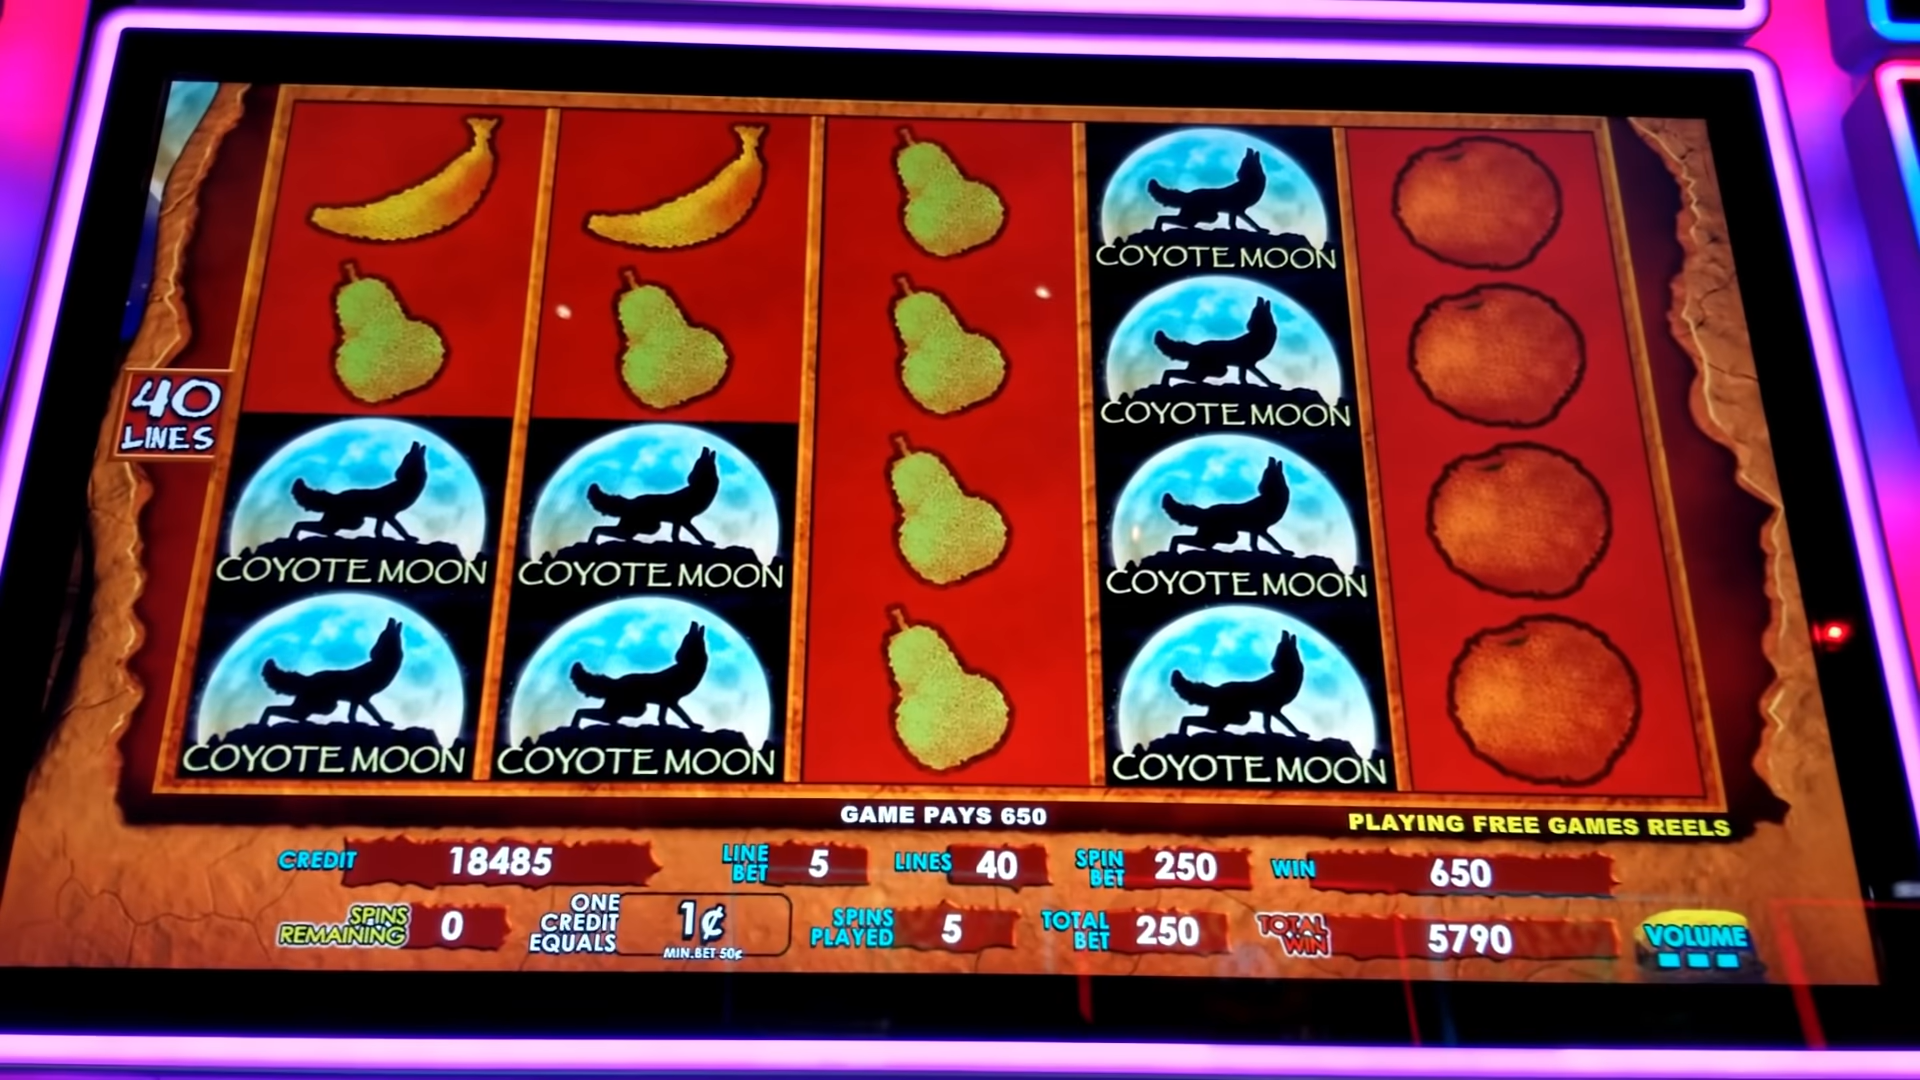 COYOTE MOON
COYOTE MOON
40
LINES
COYOTE MOON
COYOTE MOON
COYOTE MOON
COYOTE MOON
COYOTE MOON
COYOTE MOON
GAME PAYS 650
PLAYING FREE GAMES REELS
CREDIT 18485
LINE BET 5
LINES 40
SPIN BET 250
WIN 650
SPINS REMAINING 0
ONE CREDIT EQUALS 1¢
MIN.BET 50¢
SPINS PLAYED 5
TOTAL BET 250
TOTAL WIN 5790
VOLUME